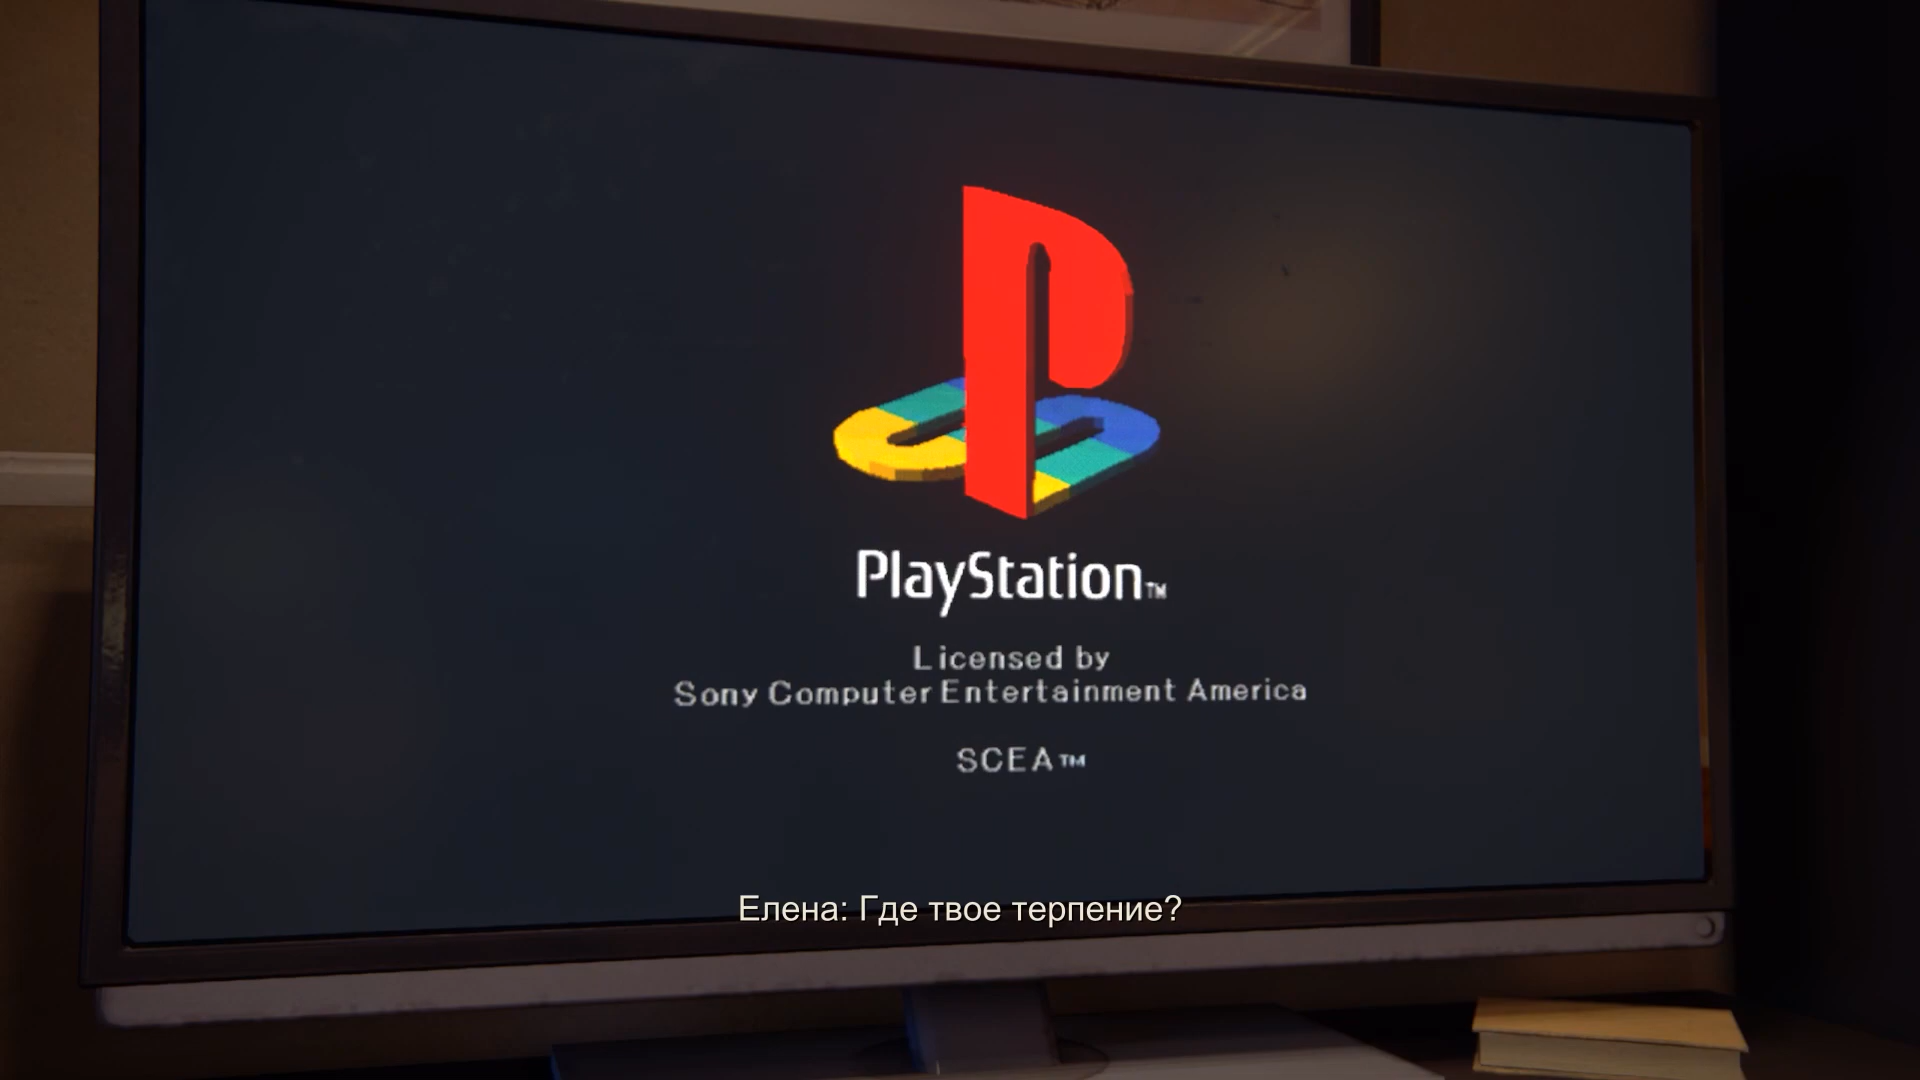 PlayStation™
Licensed by
Sony Computer Entertainment America
SCEA™
Елена: Где твое терпение?